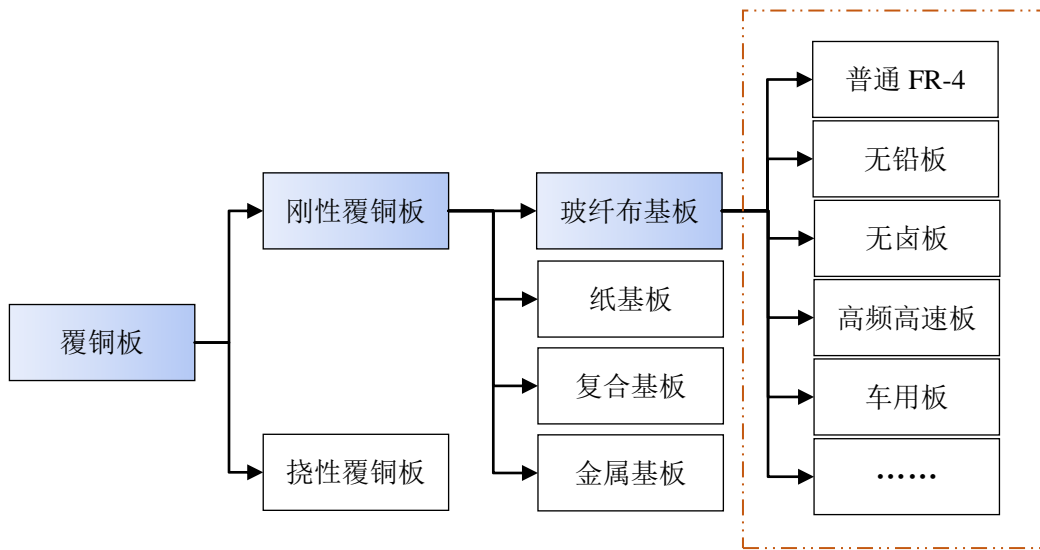 覆铜板
刚性覆铜板
挠性覆铜板
玻纤布基板
纸基板
复合基板
金属基板
普通 FR-4
无铅板
无卤板
高频高速板
车用板
……